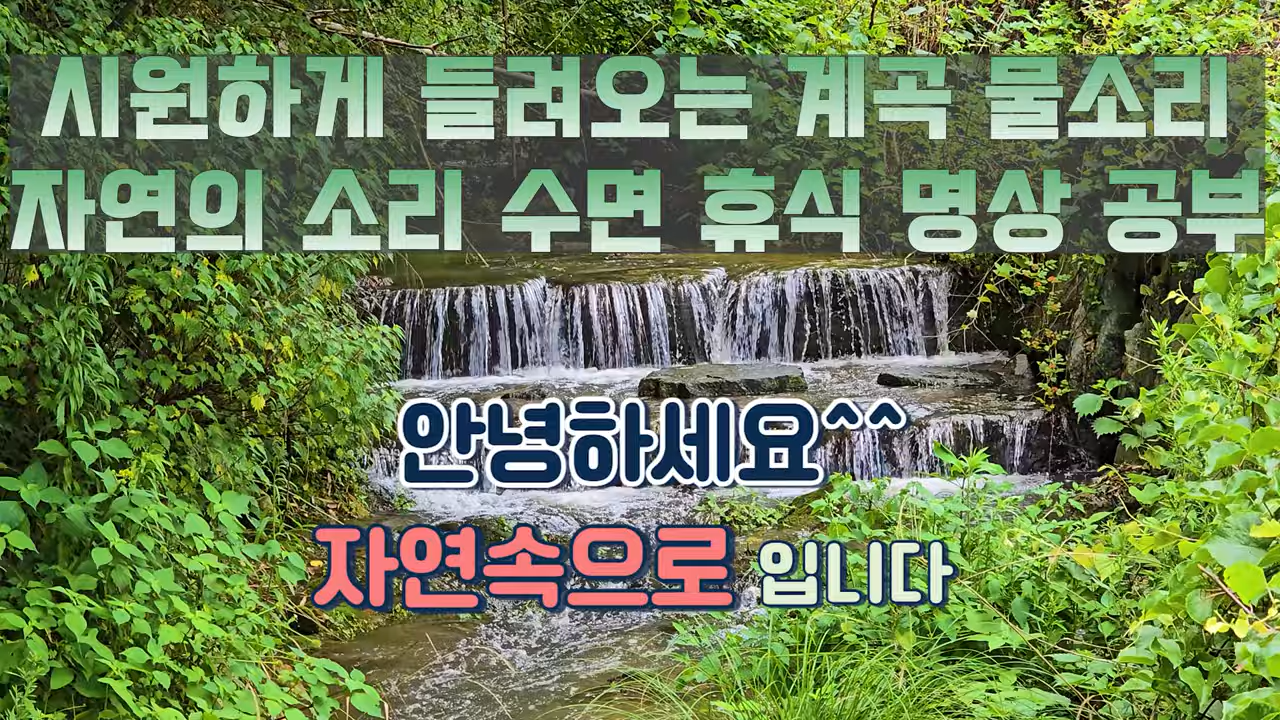 시원하게 들려오는 계곡 물소리
자연의 소리 수면 휴식 명상 공부
안녕하세요^^
자연속으로 입니다